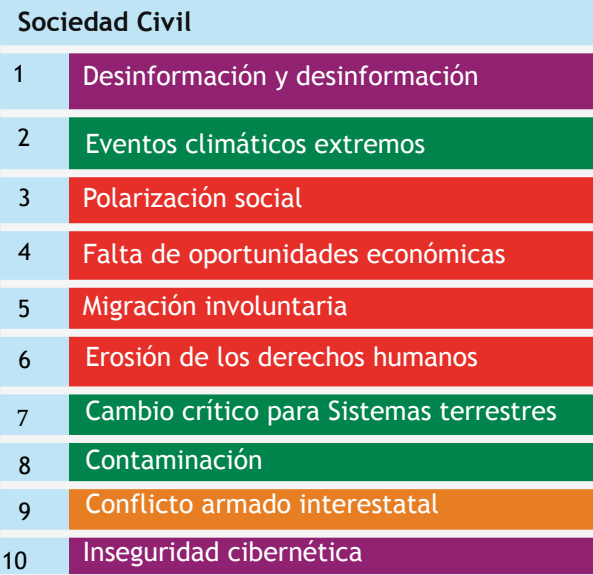 Sociedad Civil
1 Desinformación y desinformación
2 Eventos climáticos extremos
3 Polarización social
4 Falta de oportunidades económicas
5 Migración involuntaria
6 Erosión de los derechos humanos
7 Cambio crítico para Sistemas terrestres
8 Contaminación
9 Conflicto armado interestatal
10 Inseguridad cibernética